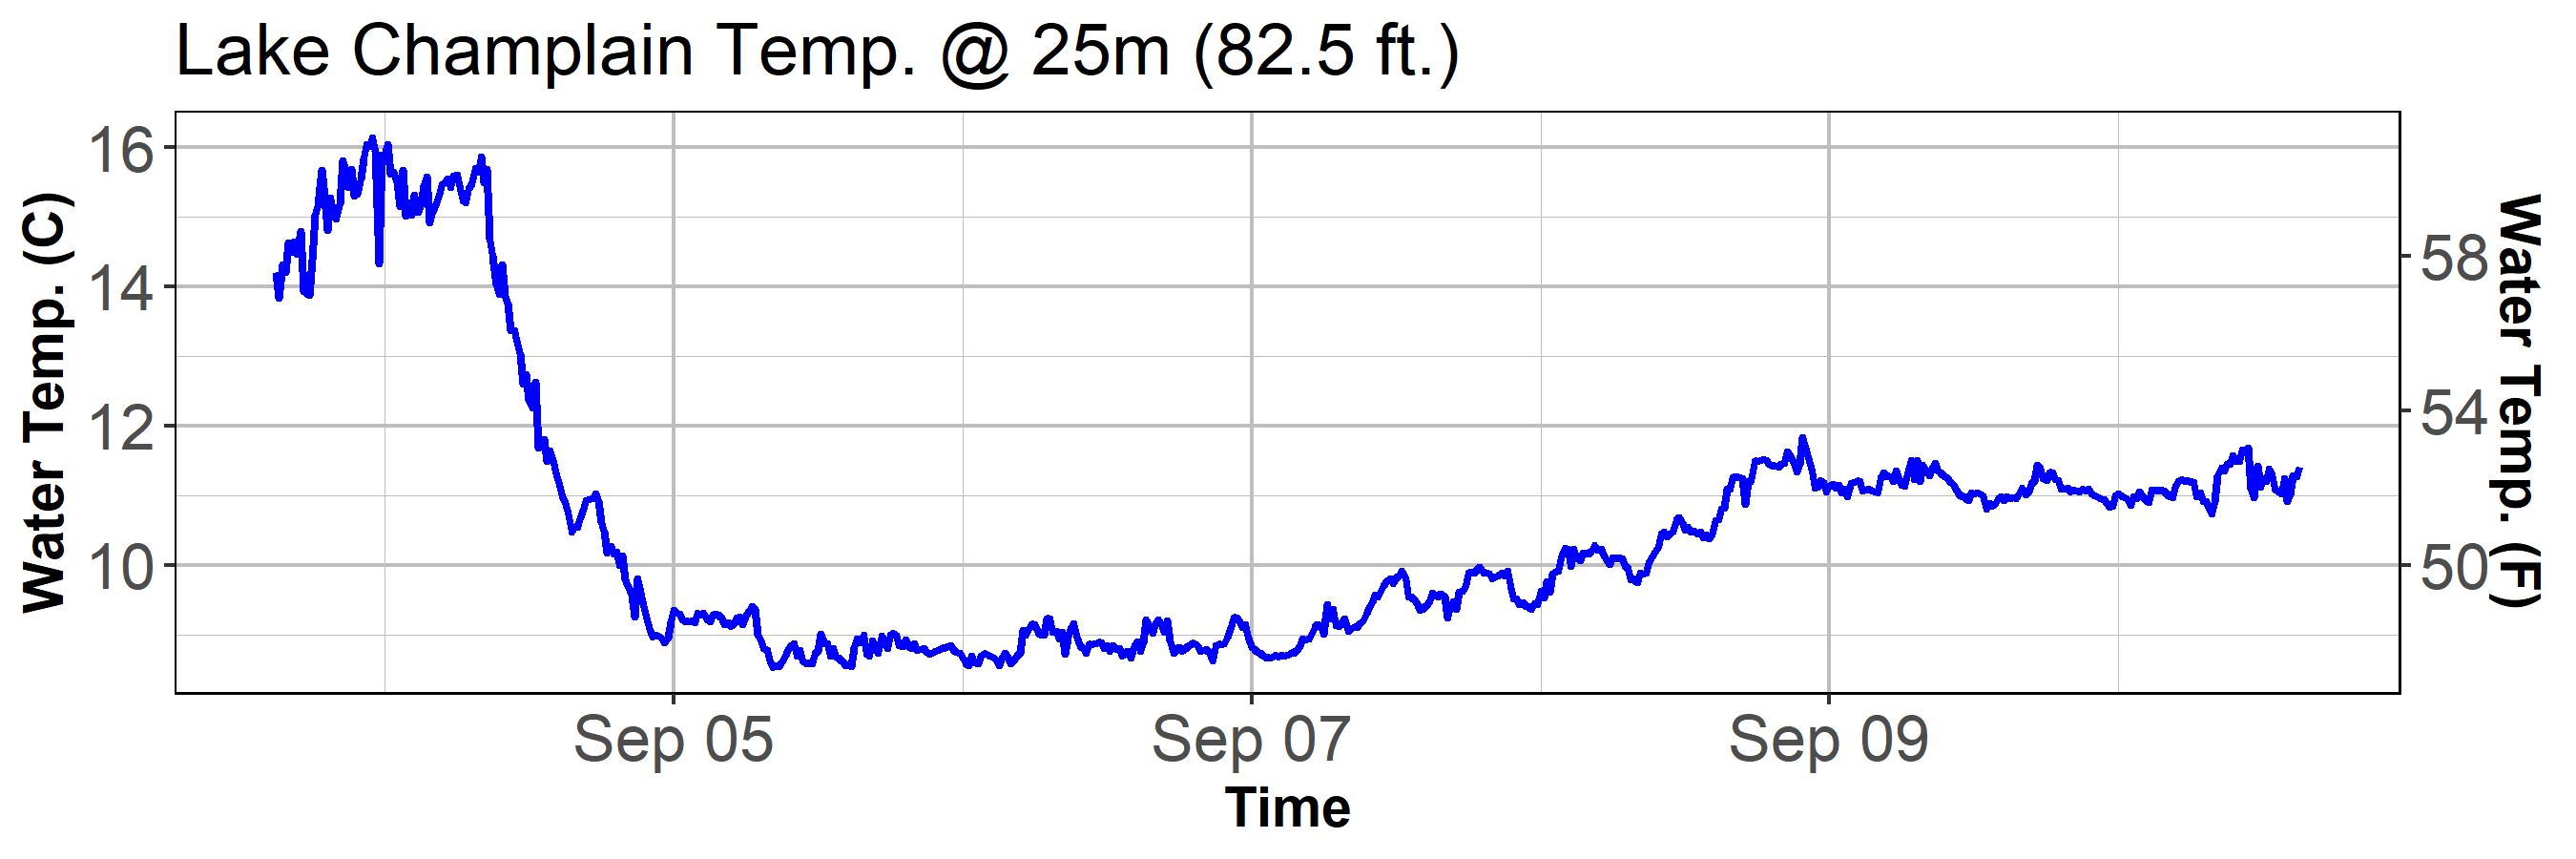 Lake Champlain Temp. @ 25m (82.5 ft.)
Water Temp. (C)
16
14
12
10
58
54
50
Water Temp. (F)
Sep 05
Sep 07
Sep 09
Time